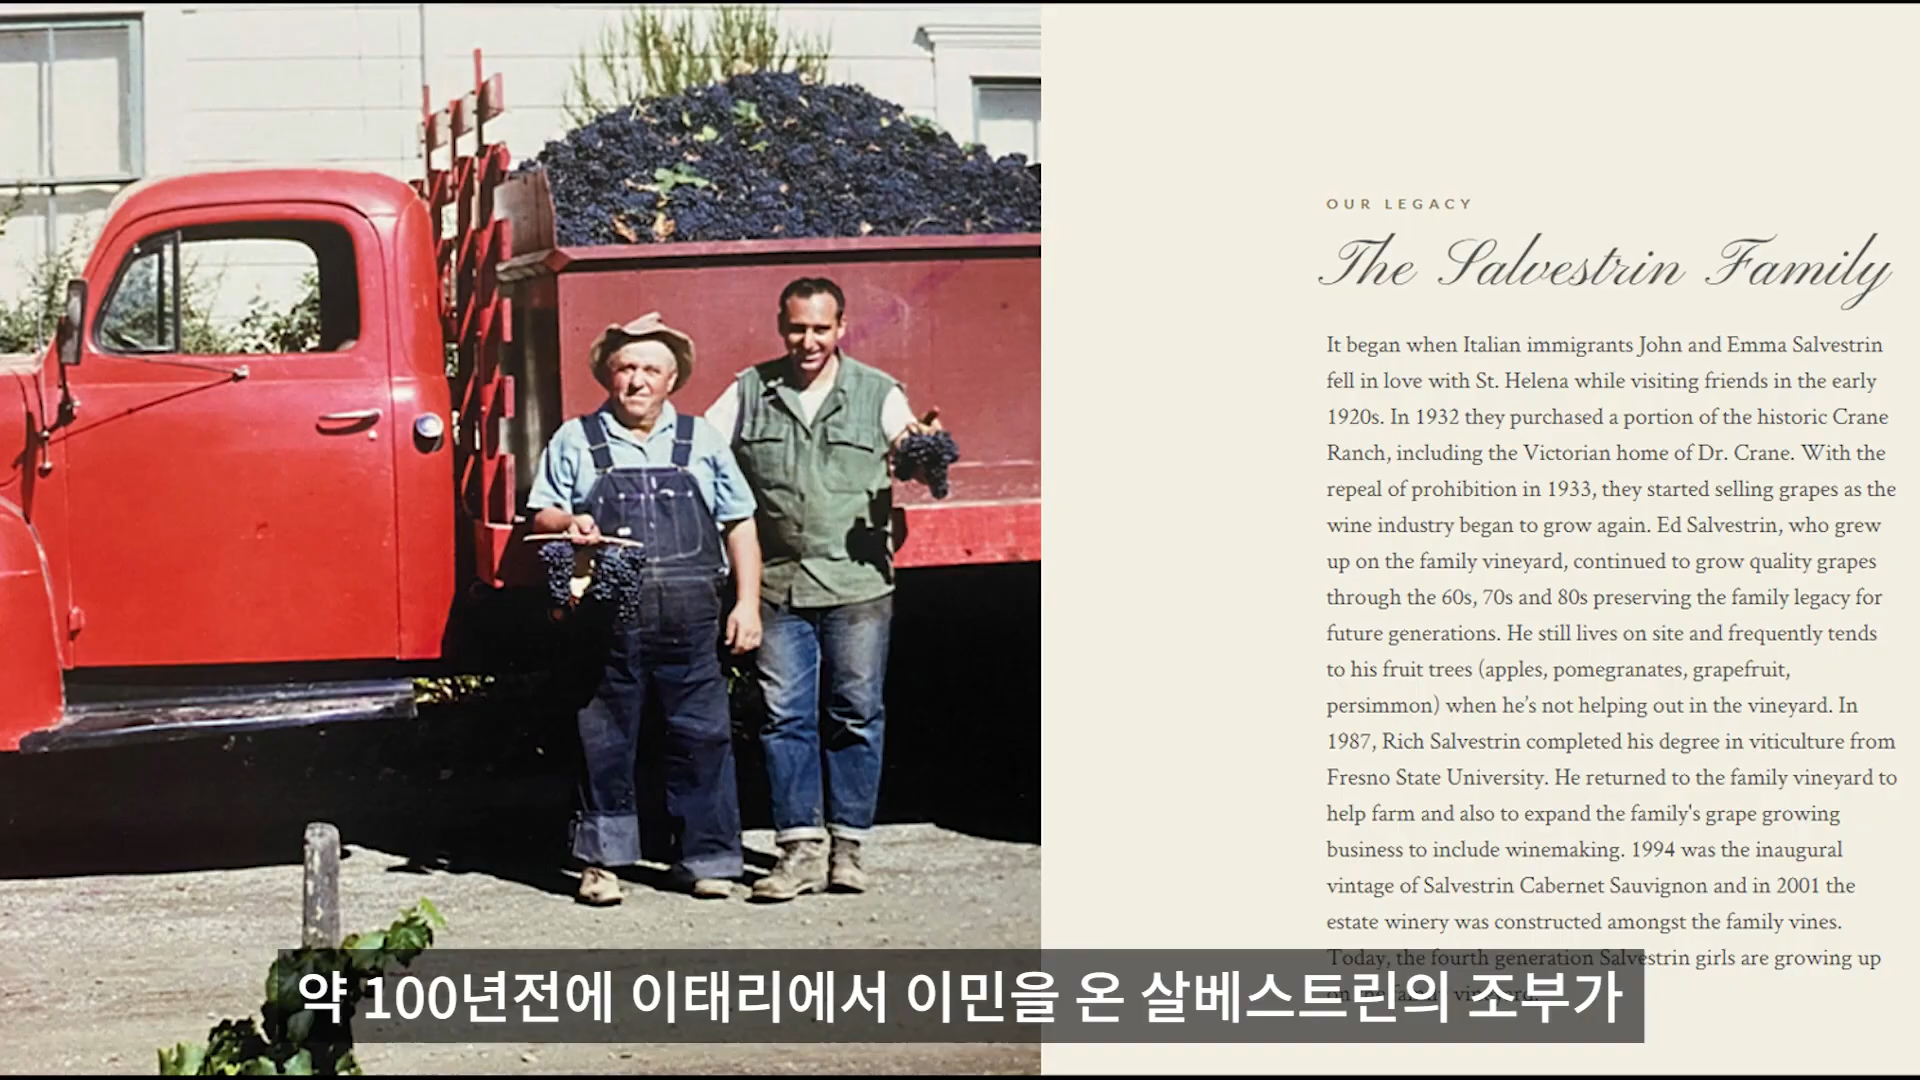 OUR LEGACY
The Salvestrin Family
It began when Italian immigrants John and Emma Salvestrin
fell in love with St. Helena while visiting friends in the early
1920s. In 1932 they purchased a portion of the historic Crane
Ranch, including the Victorian home of Dr. Crane. With the
repeal of prohibition in 1933, they started selling grapes as the
wine industry began to grow again. Ed Salvestrin, who grew
up on the family vineyard, continued to grow quality grapes
through the 60s, 70s and 80s preserving the family legacy for
future generations. He still lives on site and frequently tends
to his fruit trees (apples, pomegranates, grapefruit,
persimmon) when he's not helping out in the vineyard. In
1987, Rich Salvestrin completed his degree in viticulture from
Fresno State University. He returned to the family vineyard to
help farm and also to expand the family's grape growing
business to include winemaking. 1994 was the inaugural
vintage of Salvestrin Cabernet Sauvignon and in 2001 the
estate winery was constructed amongst the family vines.
Today, the fourth generation Salvestrin girls are growing up
약 100년전에 이태리에서 이민을 온 살베스트린의 조부가